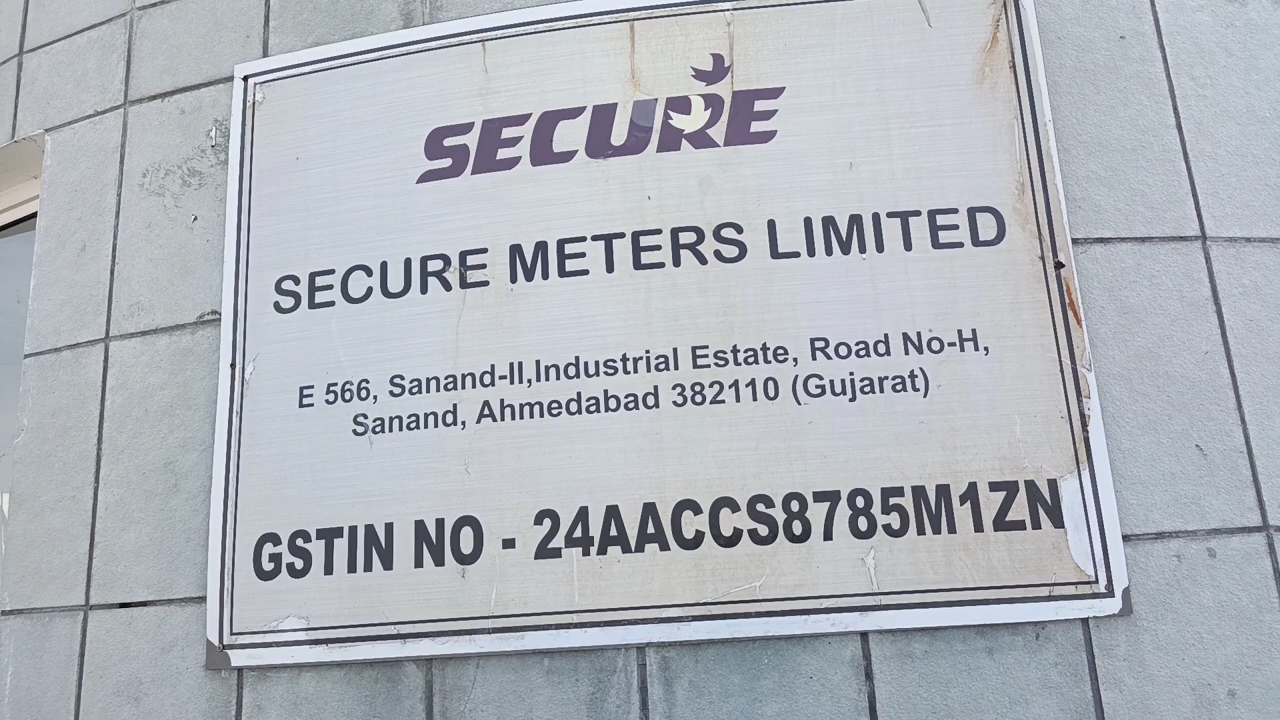 SECURE
SECURE METERS LIMITED
E 566, Sanand-II,Industrial Estate, Road No-H,
Sanand, Ahmedabad 382110 (Gujarat)
GSTIN NO - 24AACCS8785M1ZN